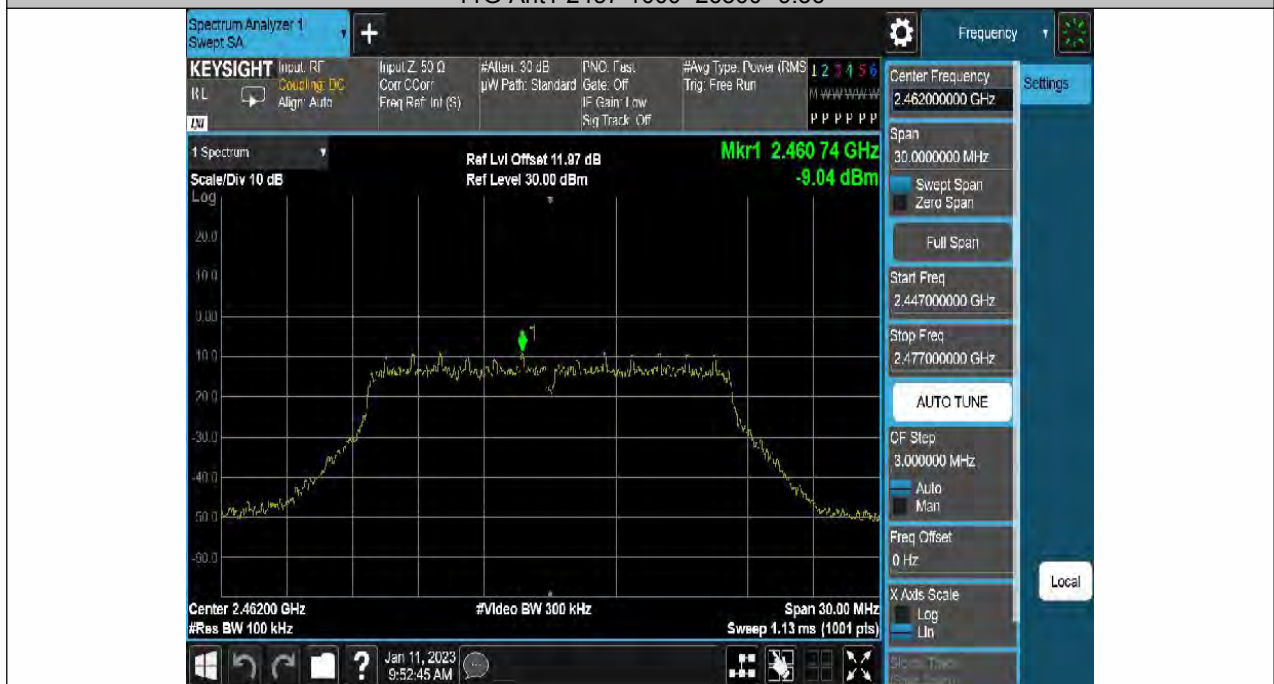 Spectrum Analyzer 1
Swept SA
+
Frequency
KEYSIGHT Input: RF
RL
Coupling: DC
Align: Auto
LXI
Input Z: 50 Ω
Corr CCorr
Freq Ref: Int (S)
#Atten: 30 dB
µW Path: Standard
PNO: Fast
Gate: Off
IF Gain: Low
Sig Track: Off
#Avg Type: Power (RMS
Trig: Free Run
1 2 3 4 5 6
M W W W W W
P P P P P P
Center Frequency
2.462000000 GHz
Settings
Span
30.0000000 MHz
Swept Span
Zero Span
Full Span
Start Freq
2.447000000 GHz
Stop Freq
2.477000000 GHz
AUTO TUNE
CF Step
3.000000 MHz
Auto
Man
Freq Offset
0 Hz
X Axis Scale
Log
Lin
Local
1 Spectrum
Scale/Div 10 dB
Log
Ref Lvl Offset 11.97 dB
Ref Level 30.00 dBm
Mkr1 2.460 74 GHz
-9.04 dBm
20.0
10.0
0.00
1
-10.0
-20.0
-30.0
-40.0
-50.0
-60.0
Center 2.46200 GHz
#Res BW 100 kHz
#Video BW 300 kHz
Span 30.00 MHz
Sweep 1.13 ms (1001 pts)
?
Jan 11, 2023
9:52:45 AM